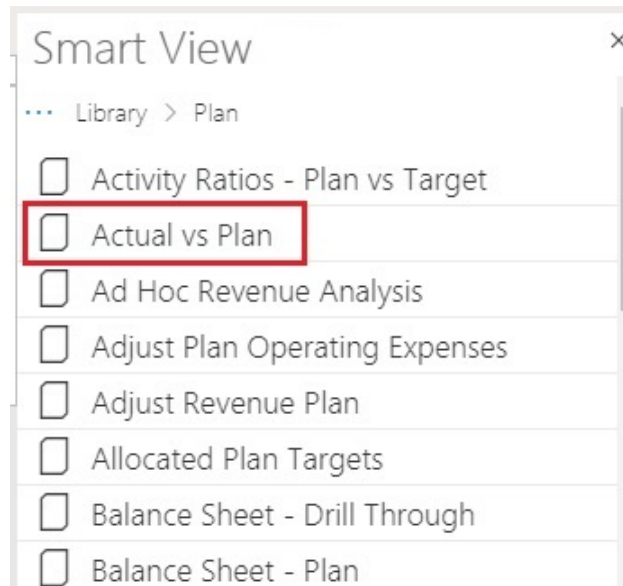 Smart View
... Library > Plan
Activity Ratios - Plan vs Target
Actual vs Plan
Ad Hoc Revenue Analysis
Adjust Plan Operating Expenses
Adjust Revenue Plan
Allocated Plan Targets
Balance Sheet - Drill Through
Balance Sheet - Plan